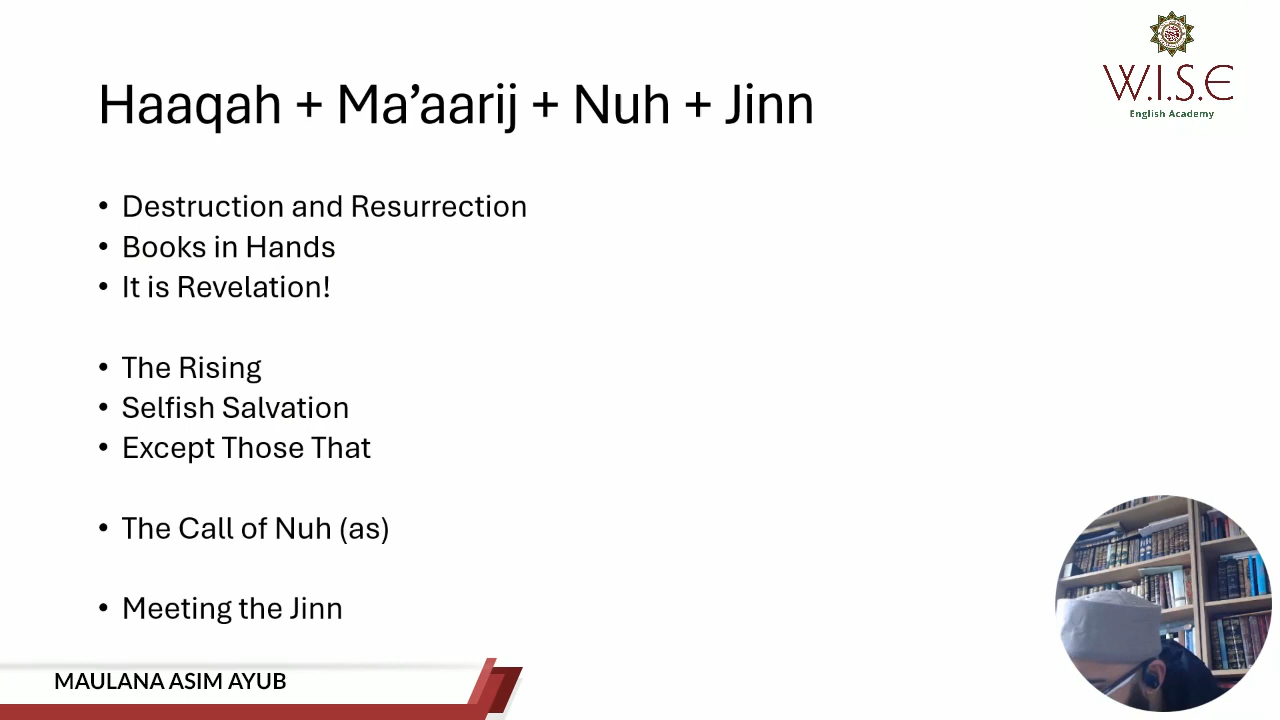 Haaqah + Ma’aarij + Nuh + Jinn
W.I.S.E
English Academy
• Destruction and Resurrection
• Books in Hands
• It is Revelation!
• The Rising
• Selfish Salvation
• Except Those That
• The Call of Nuh (as)
• Meeting the Jinn
MAULANA ASIM AYUB